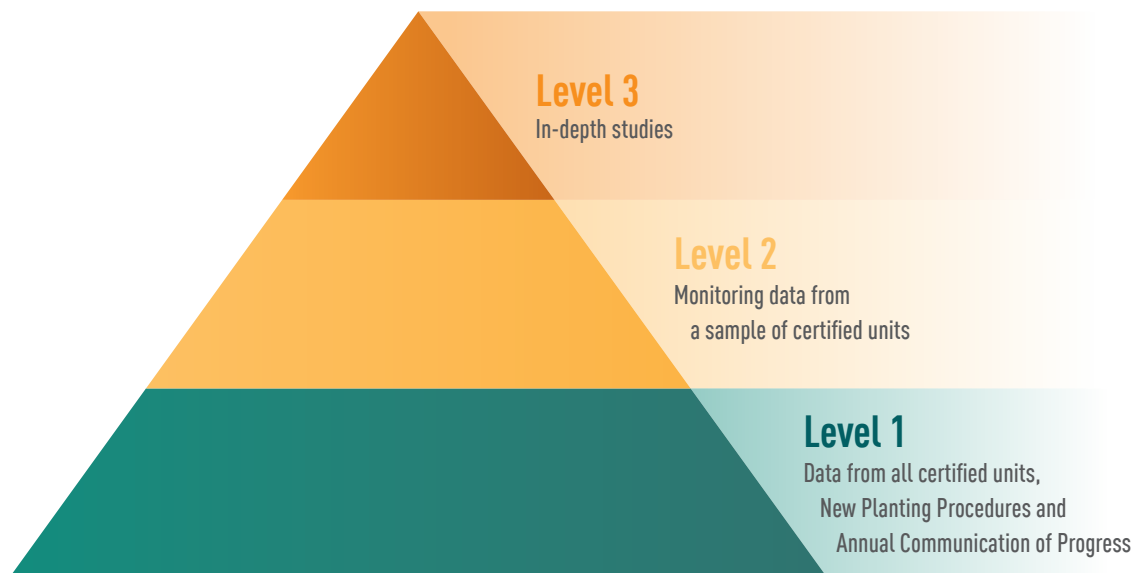 Level 3
In-depth studies
Level 2
Monitoring data from
a sample of certified units
Level 1
Data from all certified units,
New Planting Procedures and
Annual Communication of Progress